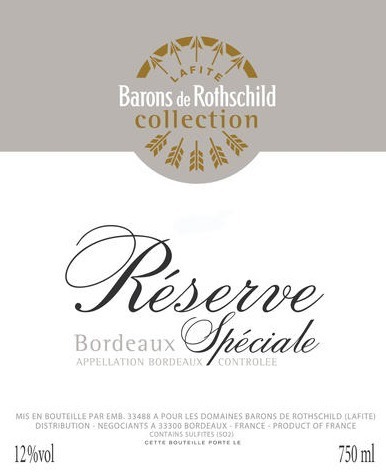 LAFITE
Barons de Rothschild
collection
Réserve
Bordeaux Spéciale
APPELLATION BORDEAUX CONTROLEE
MIS EN BOUTEILLE PAR EMB. 33488 A POUR LES DOMAINES BARONS DE ROTHSCHILD (LAFITE)
DISTRIBUTION - NEGOCIANTS A 33300 BORDEAUX - FRANCE - PRODUCT OF FRANCE
CONTAINS SULFITES (SO2)
CETTE BOUTEILLE PORTE LE
12%vol 750 ml